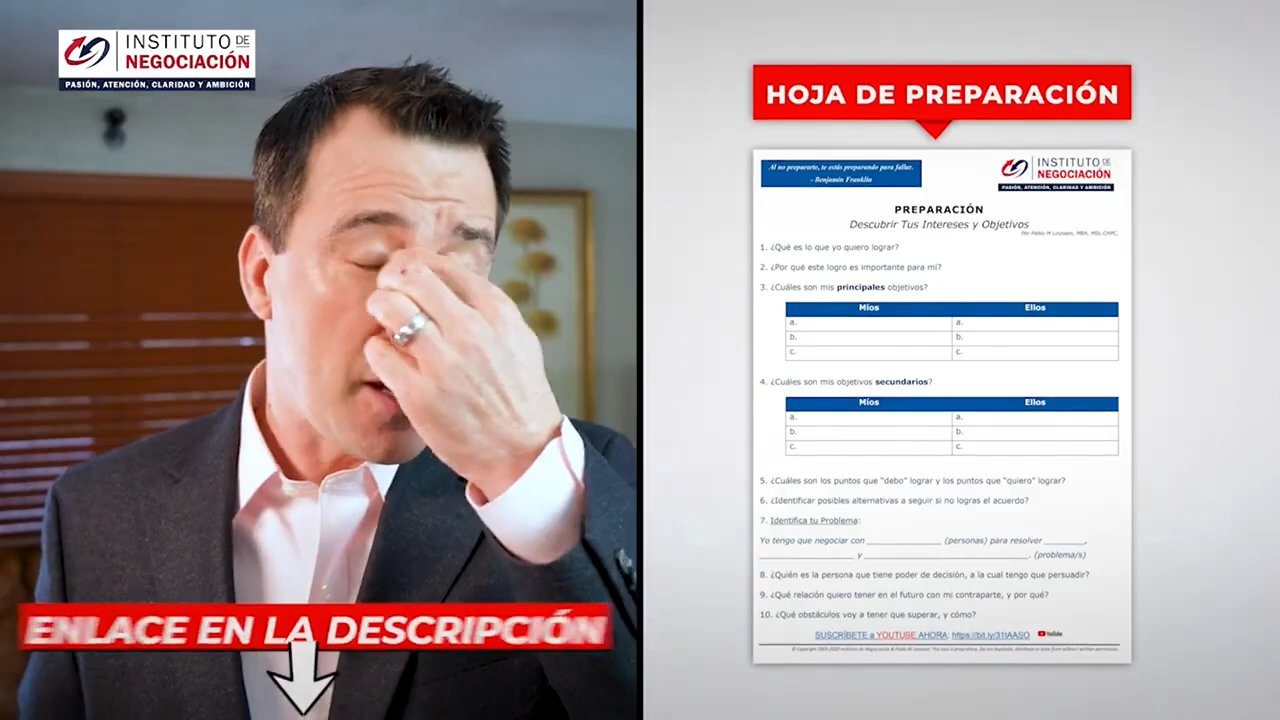 INSTITUTO DE
NEGOCIACIÓN
PASIÓN, ATENCIÓN, CLARIDAD Y AMBICIÓN
ENLACE EN LA DESCRIPCIÓN
HOJA DE PREPARACIÓN
Al no prepararte, te estás preparando para fallar.
- Benjamin Franklin
INSTITUTO DE
NEGOCIACIÓN
PASIÓN, ATENCIÓN, CLARIDAD Y AMBICIÓN
PREPARACIÓN
Descubrir Tus Intereses y Objetivos
1. ¿Qué es lo que yo quiero lograr?
2. ¿Por qué este logro es importante para mí?
3. ¿Cuáles son mis principales objetivos?
Míos Ellos
a. a.
b. b.
c. c.
4. ¿Cuáles son mis objetivos secundarios?
Míos Ellos
a. a.
b. b.
c. c.
5. ¿Cuáles son los puntos que “debo” lograr y los puntos que “quiero” lograr?
6. ¿Identificar posibles alternativas a seguir si no logras el acuerdo?
7. Identifica tu Problema:
Yo tengo que negociar con ______________ (personas) para resolver ________,
__________________ y ________________________________. (problema/s)
8. ¿Quién es la persona que tiene poder de decisión, a la cual tengo que persuadir?
9. ¿Qué relación quiero tener en el futuro con mi contraparte, y por qué?
10. ¿Qué obstáculos voy a tener que superar, y cómo?
SUSCRÍBETE a YOUTUBE AHORA: https://bit.ly/31tAASO YouTube